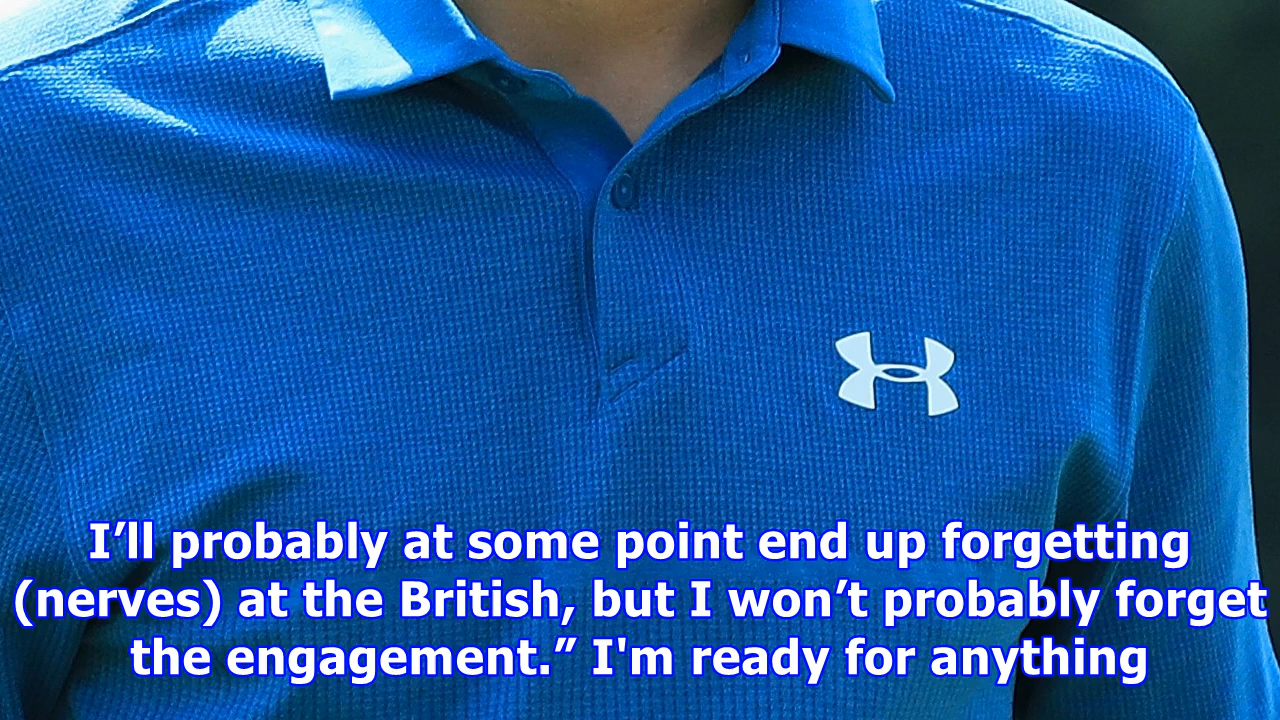 I’ll probably at some point end up forgetting
(nerves) at the British, but I won’t probably forget
the engagement.” I'm ready for anything